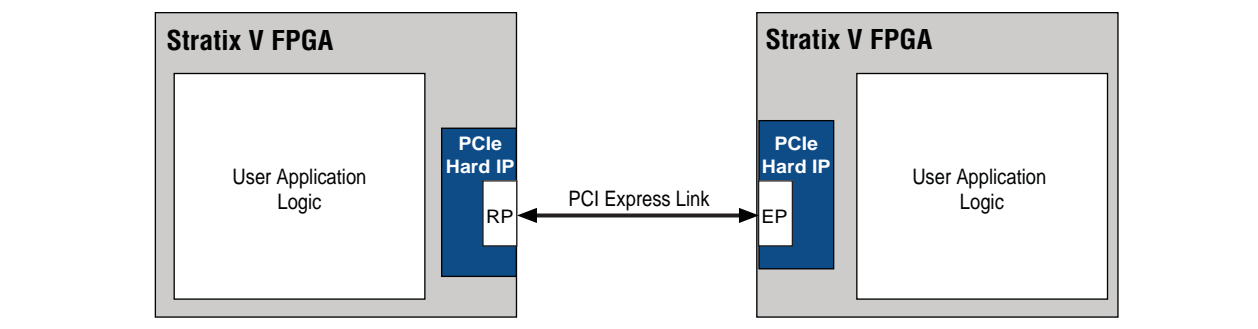 Stratix V FPGA
User Application
Logic
PCIe
Hard IP
RP
PCI Express Link
Stratix V FPGA
PCIe
Hard IP
EP
User Application
Logic